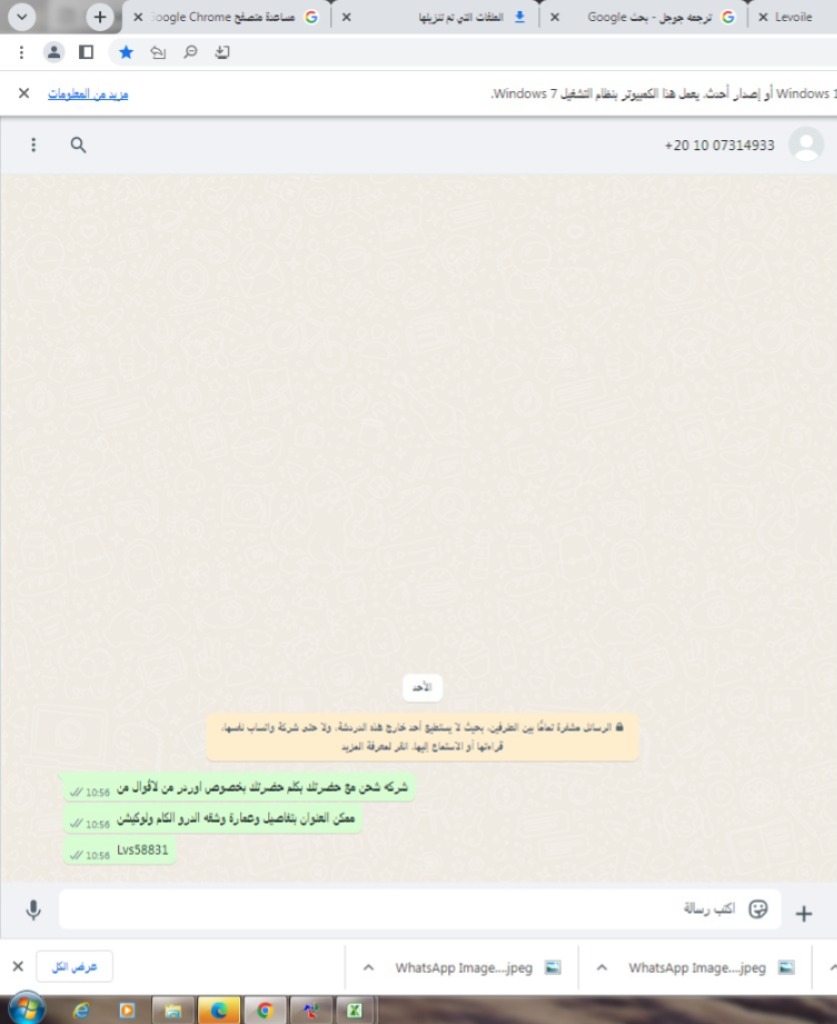 oogle Chrome مساعدة متصفح
الملفات التي تم تنزيلها
ترجمه جوجل - بحث Google
Levoile
Windows 1 أو إصدار أحدث. يعمل هذا الكمبيوتر بنظام التشغيل Windows 7.
مزيد من المعلومات
+20 10 07314933
الأحد
الرسائل مشفرة تمامًا بين الطرفين، بحيث لا يستطيع أحد خارج هذه الدردشة، ولا حتى شركة واتساب نفسها،
قراءتها أو الاستماع إليها. انقر لمعرفة المزيد
شركه شحن مع حضرتك بكلم حضرتك بخصوص اوردر من لافوال من 10:56
ممكن العنوان بتفاصيل وعمارة وشقه الدرو الكام ولوكيشن 10:56
Lvs58831 10:56
اكتب رسالة
WhatsApp Image....jpeg
WhatsApp Image....jpeg
عرض الكل